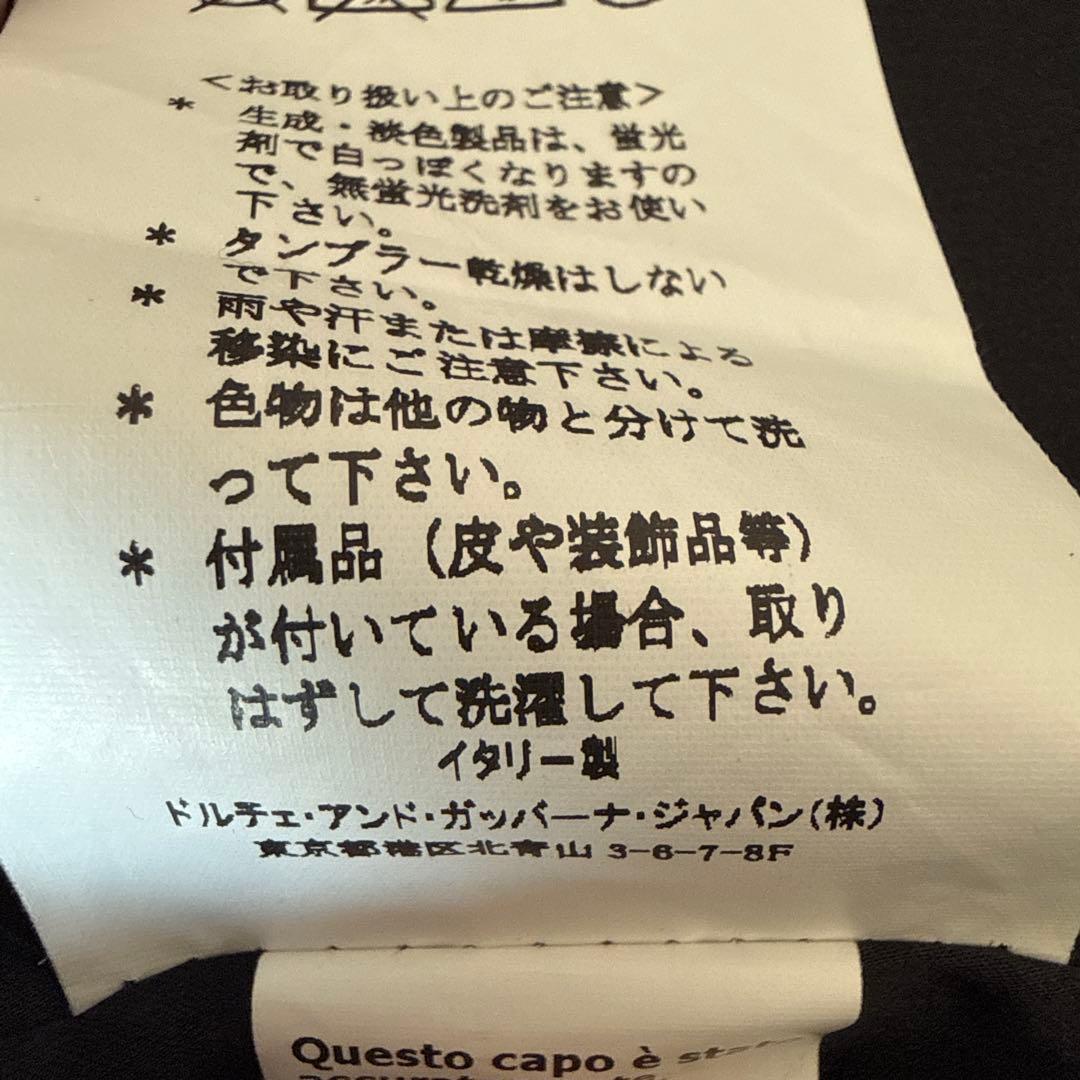 <お取り扱い上のご注意>
* 生成・淡色製品は、蛍光
剤で白っぽくなりますの
で、無蛍光洗剤をお使い
下さい。
* タンブラー乾燥はしない
で下さい。
* 雨や汗または摩擦による
移染にご注意下さい。
* 色物は他の物と分けて洗
って下さい。
* 付属品(皮や装飾品等)
が付いている場合、取り
はずして洗濯して下さい。
イタリー製
ドルチェ・アンド・ガッバーナ・ジャパン(株)
東京都港区北青山 3-6-7-8F
Questo capo è